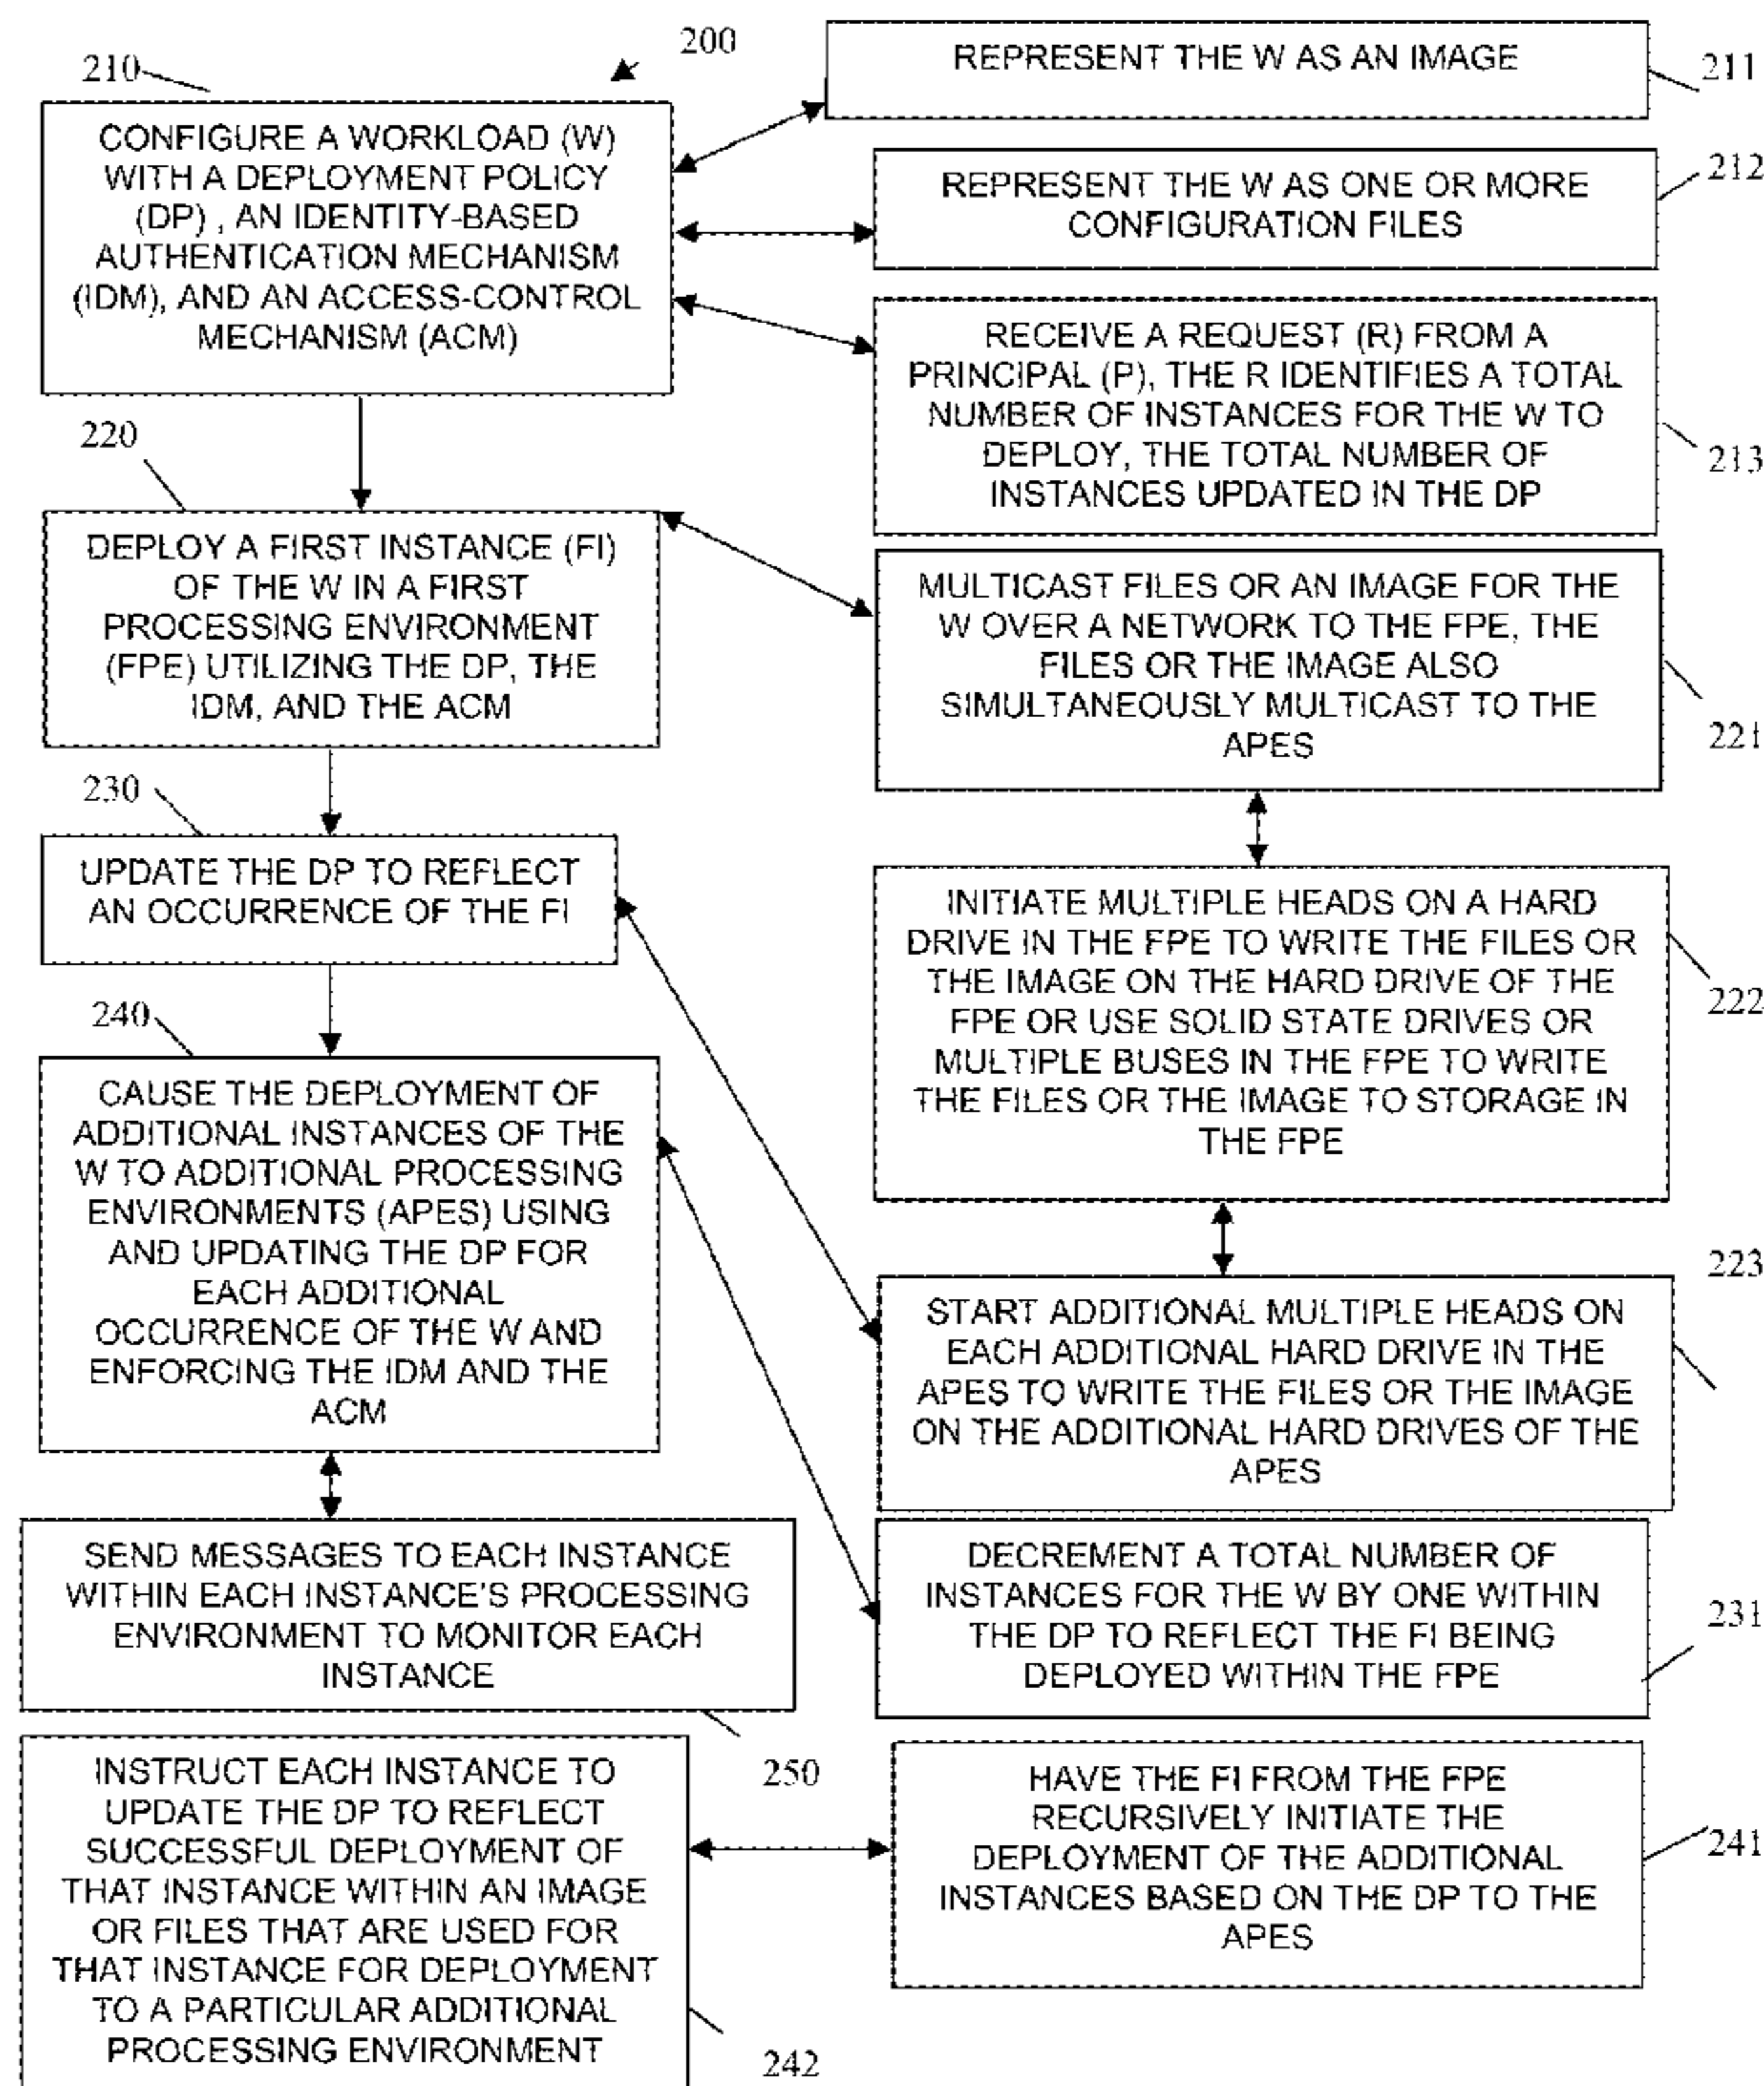 200
210
CONFIGURE A WORKLOAD (W)
WITH A DEPLOYMENT POLICY
(DP) , AN IDENTITY-BASED
AUTHENTICATION MECHANISM
(IDM), AND AN ACCESS-CONTROL
MECHANISM (ACM)
REPRESENT THE W AS AN IMAGE
211
REPRESENT THE W AS ONE OR MORE
CONFIGURATION FILES
212
RECEIVE A REQUEST (R) FROM A
PRINCIPAL (P), THE R IDENTIFIES A TOTAL
NUMBER OF INSTANCES FOR THE W TO
DEPLOY, THE TOTAL NUMBER OF
INSTANCES UPDATED IN THE DP
213
220
DEPLOY A FIRST INSTANCE (FI)
OF THE W IN A FIRST
PROCESSING ENVIRONMENT
(FPE) UTILIZING THE DP, THE
IDM, AND THE ACM
MULTICAST FILES OR AN IMAGE FOR THE
W OVER A NETWORK TO THE FPE, THE
FILES OR THE IMAGE ALSO
SIMULTANEOUSLY MULTICAST TO THE
APES
221
230
UPDATE THE DP TO REFLECT
AN OCCURRENCE OF THE FI
INITIATE MULTIPLE HEADS ON A HARD
DRIVE IN THE FPE TO WRITE THE FILES OR
THE IMAGE ON THE HARD DRIVE OF THE
FPE OR USE SOLID STATE DRIVES OR
MULTIPLE BUSES IN THE FPE TO WRITE
THE FILES OR THE IMAGE TO STORAGE IN
THE FPE
222
240
CAUSE THE DEPLOYMENT OF
ADDITIONAL INSTANCES OF THE
W TO ADDITIONAL PROCESSING
ENVIRONMENTS (APES) USING
AND UPDATING THE DP FOR
EACH ADDITIONAL
OCCURRENCE OF THE W AND
ENFORCING THE IDM AND THE
ACM
223
START ADDITIONAL MULTIPLE HEADS ON
EACH ADDITIONAL HARD DRIVE IN THE
APES TO WRITE THE FILES OR THE IMAGE
ON THE ADDITIONAL HARD DRIVES OF THE
APES
SEND MESSAGES TO EACH INSTANCE
WITHIN EACH INSTANCE'S PROCESSING
ENVIRONMENT TO MONITOR EACH
INSTANCE
250
DECREMENT A TOTAL NUMBER OF
INSTANCES FOR THE W BY ONE WITHIN
THE DP TO REFLECT THE FI BEING
DEPLOYED WITHIN THE FPE
231
INSTRUCT EACH INSTANCE TO
UPDATE THE DP TO REFLECT
SUCCESSFUL DEPLOYMENT OF
THAT INSTANCE WITHIN AN IMAGE
OR FILES THAT ARE USED FOR
THAT INSTANCE FOR DEPLOYMENT
TO A PARTICULAR ADDITIONAL
PROCESSING ENVIRONMENT
242
HAVE THE FI FROM THE FPE
RECURSIVELY INITIATE THE
DEPLOYMENT OF THE ADDITIONAL
INSTANCES BASED ON THE DP TO THE
APES
241